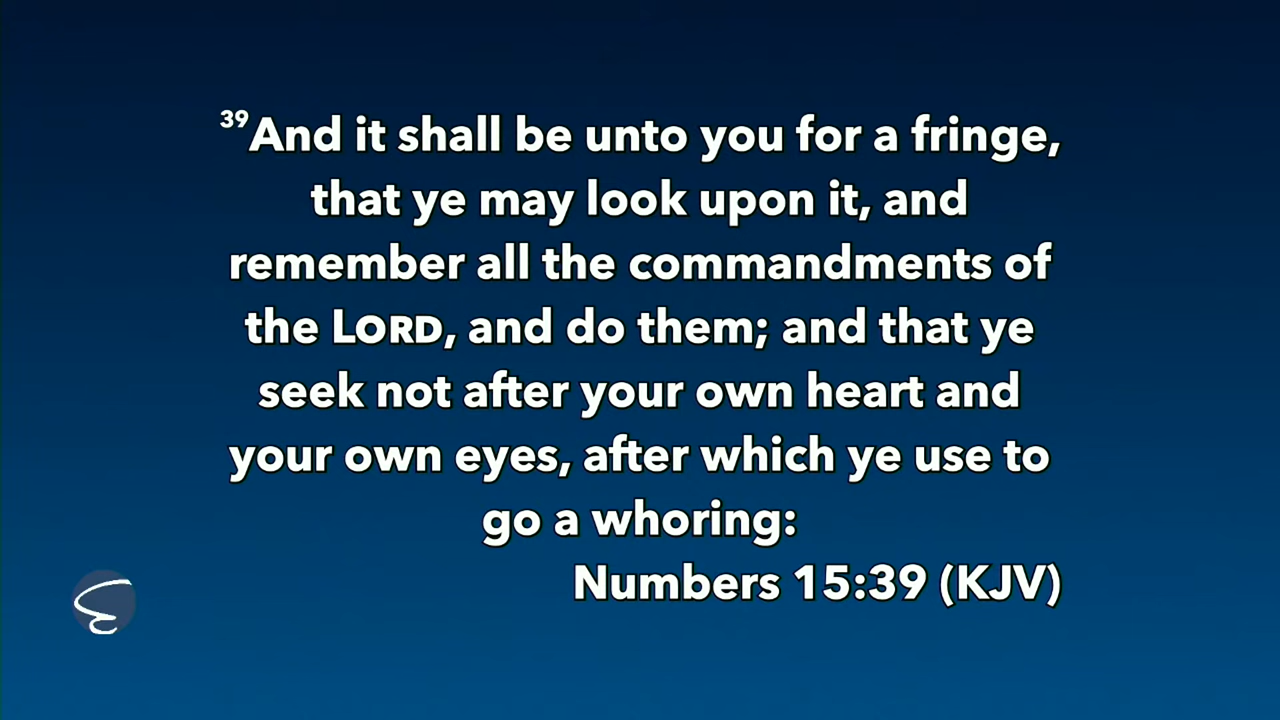 39And it shall be unto you for a fringe,
that ye may look upon it, and
remember all the commandments of
the LORD, and do them; and that ye
seek not after your own heart and
your own eyes, after which ye use to
go a whoring:
Numbers 15:39 (KJV)